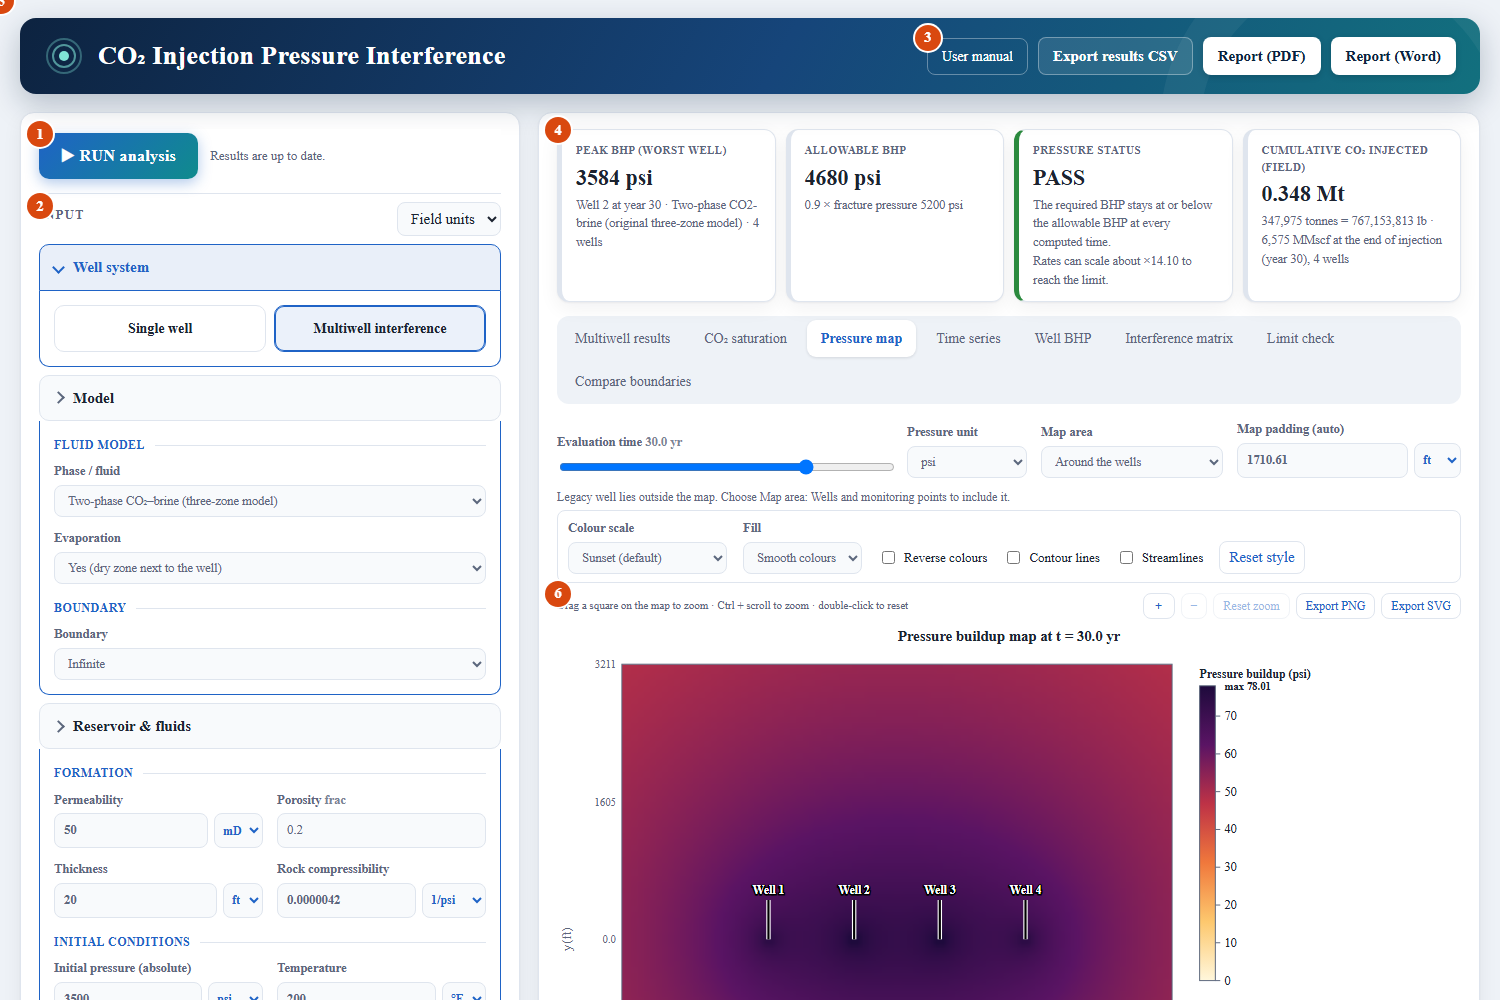 CO₂ Injection Pressure Interference
3
User manual
Export results CSV
Report (PDF)
Report (Word)
1
▶ RUN analysis
Results are up to date.
2
PUT
Field units
Well system
Single well
Multiwell interference
Model
FLUID MODEL
Phase / fluid
Two-phase CO₂–brine (three-zone model)
Evaporation
Yes (dry zone next to the well)
BOUNDARY
Boundary
Infinite
Reservoir & fluids
FORMATION
Permeability
Porosity frac
50
mD
0.2
Thickness
Rock compressibility
20
ft
0.0000042
1/psi
INITIAL CONDITIONS
Initial pressure (absolute)
Temperature
3500
psi
200
°F
4
PEAK BHP (WORST WELL)
3584 psi
Well 2 at year 30 · Two-phase CO2-
brine (original three-zone model) · 4
wells
ALLOWABLE BHP
4680 psi
0.9 × fracture pressure 5200 psi
PRESSURE STATUS
PASS
The required BHP stays at or below
the allowable BHP at every
computed time.
Rates can scale about ×14.10 to
reach the limit.
CUMULATIVE CO₂ INJECTED
(FIELD)
0.348 Mt
347,975 tonnes = 767,153,813 lb ·
6,575 MMscf at the end of injection
(year 30), 4 wells
Multiwell results
CO₂ saturation
Pressure map
Time series
Well BHP
Interference matrix
Limit check
Compare boundaries
Evaluation time 30.0 yr
Pressure unit
psi
Map area
Around the wells
Map padding (auto)
1710.61
ft
Legacy well lies outside the map. Choose Map area: Wells and monitoring points to include it.
Colour scale
Sunset (default)
Fill
Smooth colours
Reverse colours
Contour lines
Streamlines
Reset style
6
ag a square on the map to zoom · Ctrl + scroll to zoom · double-click to reset
+
−
Reset zoom
Export PNG
Export SVG
Pressure buildup map at t = 30.0 yr
3211
1605
0.0
y (ft)
Well 1
Well 2
Well 3
Well 4
Pressure buildup (psi)
max 78.01
70
60
50
40
30
20
10
0